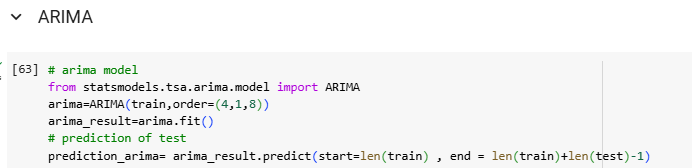 ARIMA
[63] # arima model
from statsmodels.tsa.arima.model import ARIMA
arima=ARIMA(train,order=(4,1,8))
arima_result=arima.fit()
# prediction of test
prediction_arima= arima_result.predict(start=len(train) , end = len(train)+len(test)-1)